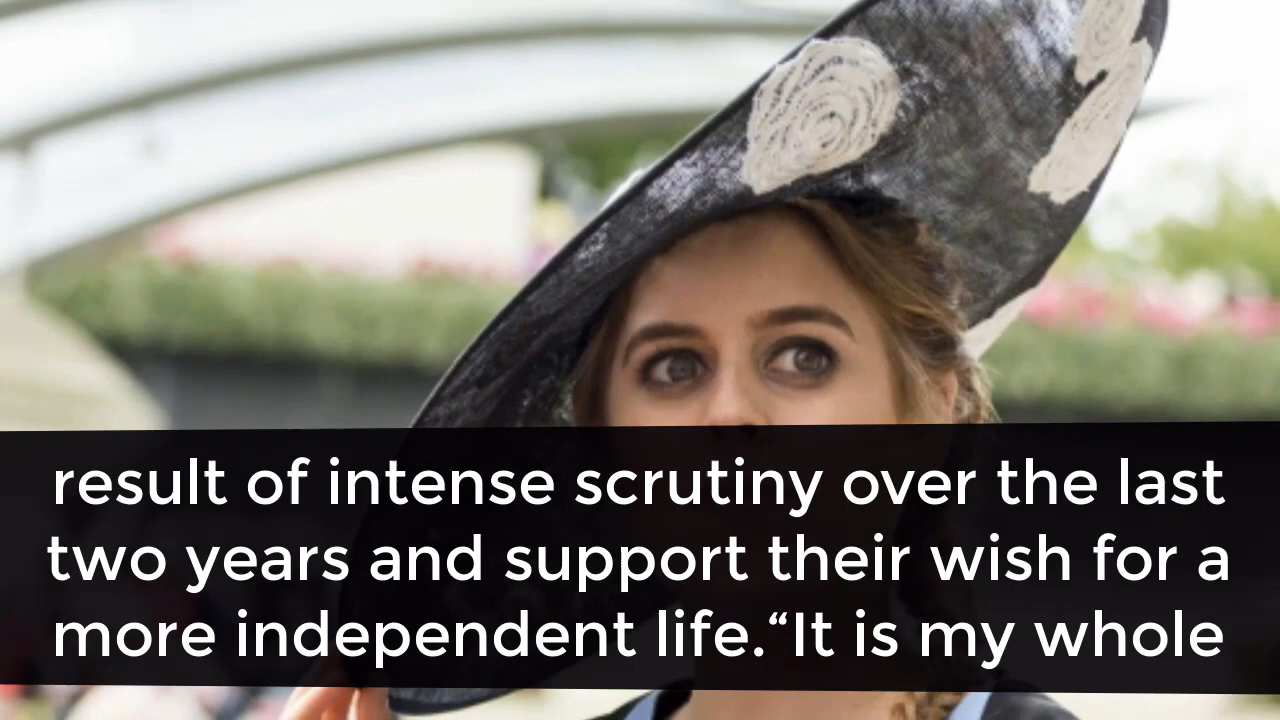 result of intense scrutiny over the last
two years and support their wish for a
more independent life.“It is my whole